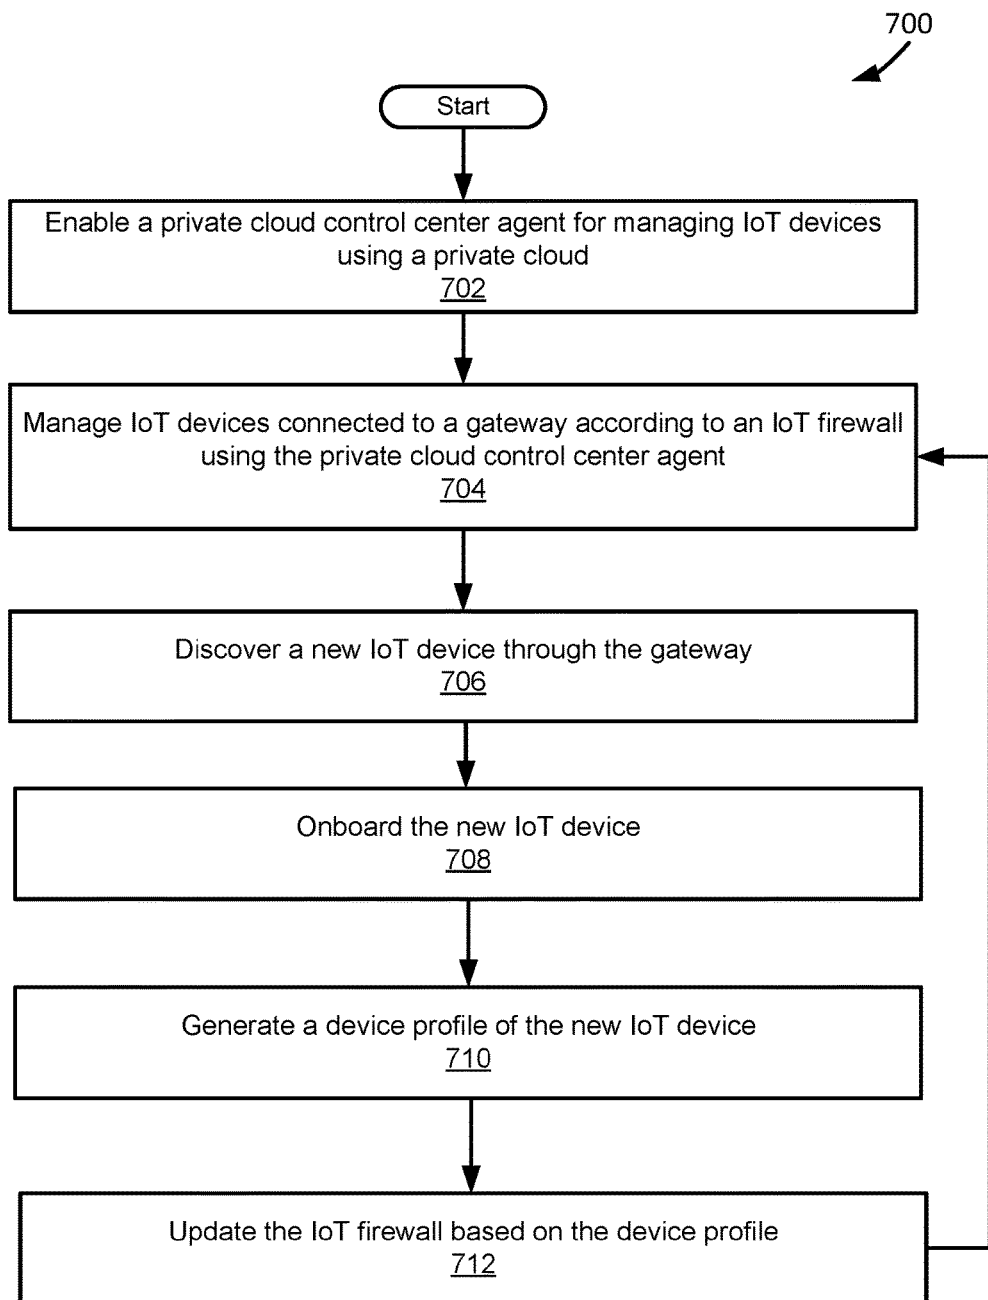 700
Start
Enable a private cloud control center agent for managing IoT devices
using a private cloud
702
Manage IoT devices connected to a gateway according to an IoT firewall
using the private cloud control center agent
704
Discover a new IoT device through the gateway
706
Onboard the new IoT device
708
Generate a device profile of the new IoT device
710
Update the IoT firewall based on the device profile
712